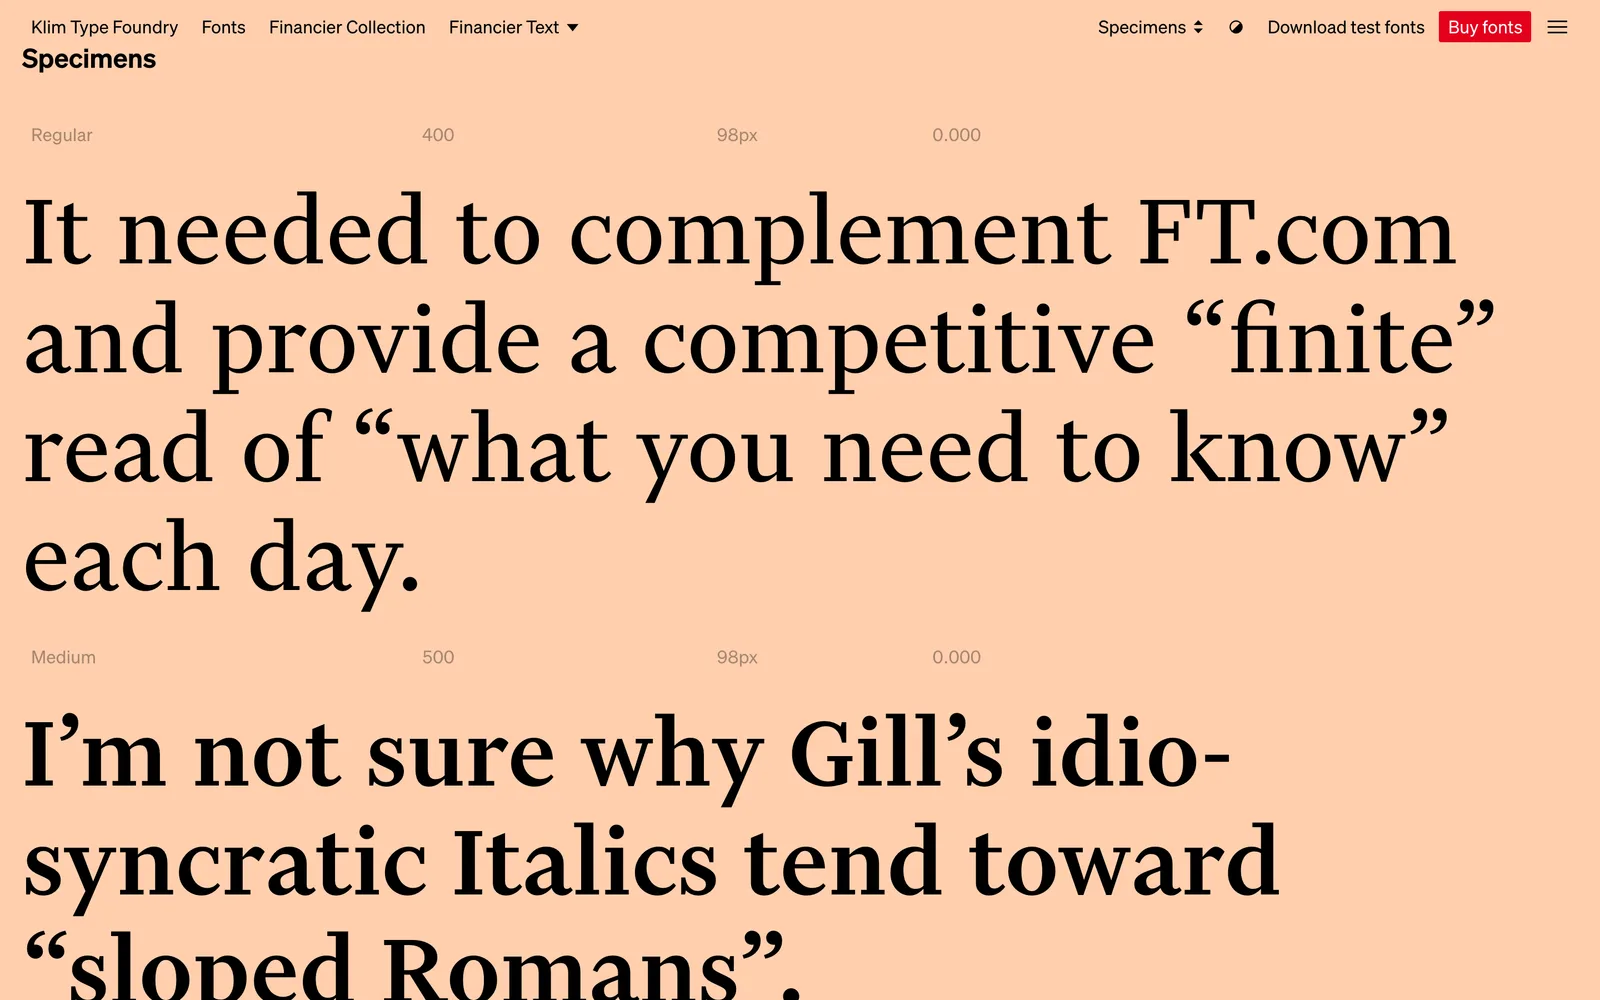 Klim Type Foundry Fonts Financier Collection Financier Text Specimens Download test fonts Buy fonts
Specimens
Regular 400 98px 0.000
It needed to complement FT.com
and provide a competitive “finite”
read of “what you need to know”
each day.
Medium 500 98px 0.000
I’m not sure why Gill’s idio-
syncratic Italics tend toward
“sloped Romans”.